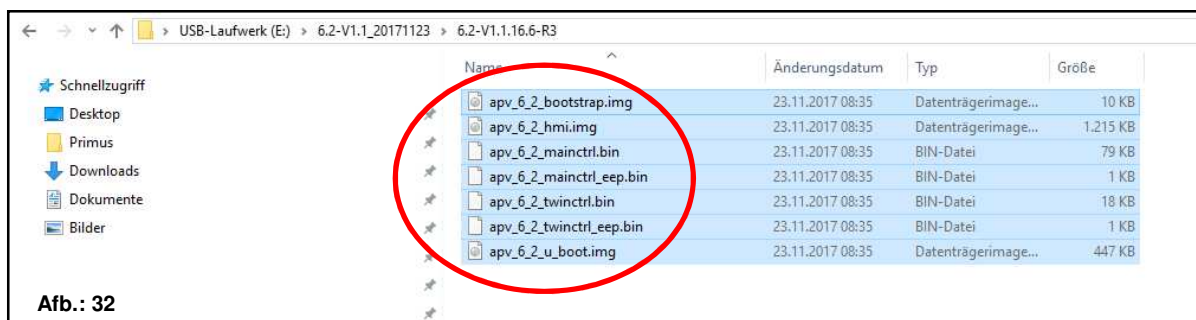 USB-Laufwerk (E:) > 6.2-V1.1_20171123 > 6.2-V1.1.16.6-R3
Name Änderungsdatum Typ Größe
Schnellzugriff
Desktop
Primus
Downloads
Dokumente
Bilder
apv_6_2_bootstrap.img 23.11.2017 08:35 Datenträgerimage... 10 KB
apv_6_2_hmi.img 23.11.2017 08:35 Datenträgerimage... 1.215 KB
apv_6_2_mainctrl.bin 23.11.2017 08:35 BIN-Datei 79 KB
apv_6_2_mainctrl_eep.bin 23.11.2017 08:35 BIN-Datei 1 KB
apv_6_2_twinctrl.bin 23.11.2017 08:35 BIN-Datei 18 KB
apv_6_2_twinctrl_eep.bin 23.11.2017 08:35 BIN-Datei 1 KB
apv_6_2_u_boot.img 23.11.2017 08:35 Datenträgerimage... 447 KB
Afb.: 32